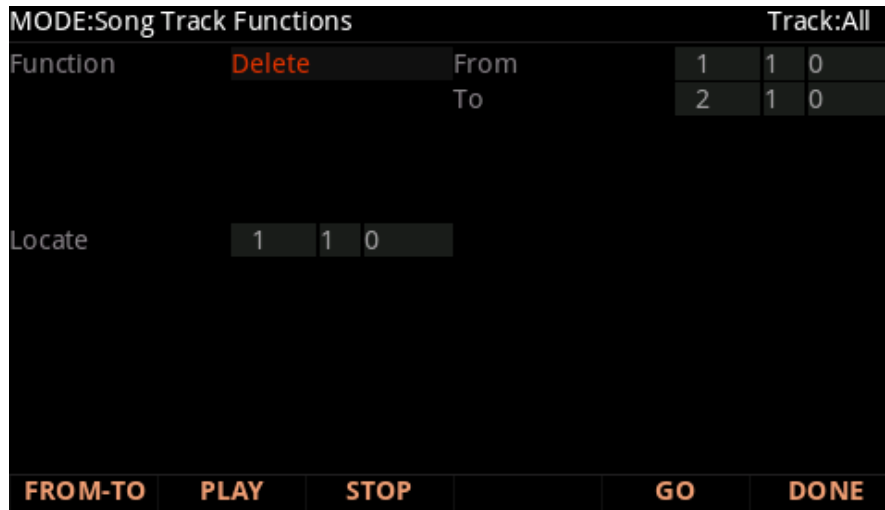 MODE:Song Track Functions Track:All
Function Delete From 1 1 0
To 2 1 0
Locate 1 1 0
FROM-TO PLAY STOP GO DONE